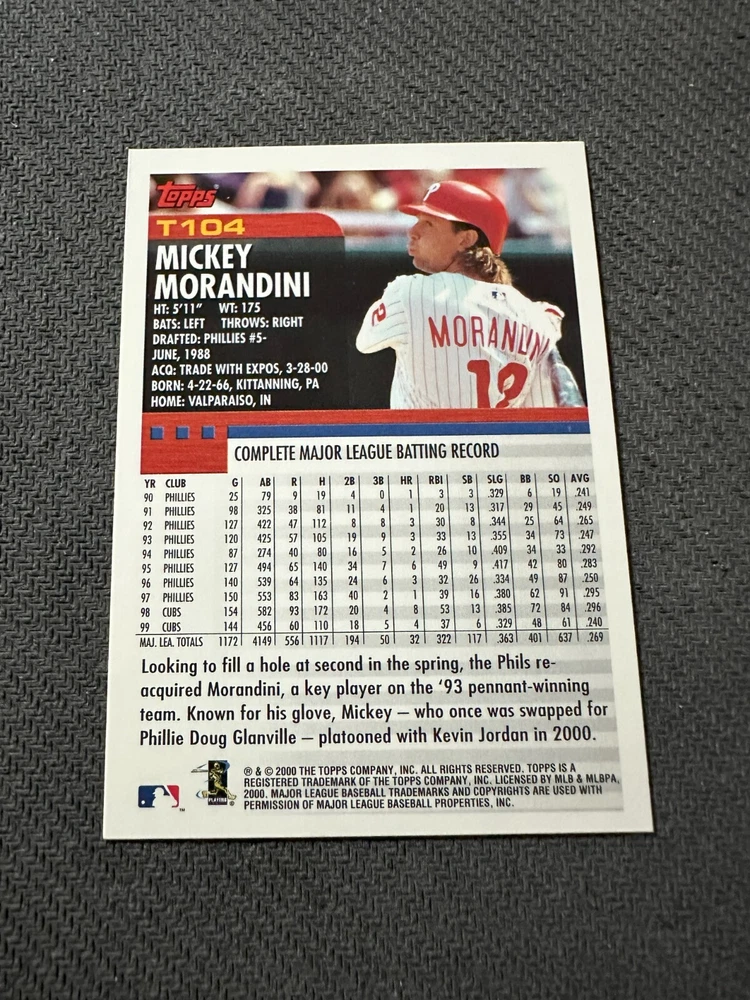 Topps
T104
MICKEY
MORANDINI
HT: 5'11" WT: 175
BATS: LEFT THROWS: RIGHT
DRAFTED: PHILLIES #5-
JUNE, 1988
ACQ: TRADE WITH EXPOS, 3-28-00
BORN: 4-22-66, KITTANNING, PA
HOME: VALPARAISO, IN
P
2
MORANDINI
12
COMPLETE MAJOR LEAGUE BATTING RECORD
YR CLUB G AB R H 2B 3B HR RBI SB SLG BB SO AVG
90 PHILLIES 25 79 9 19 4 0 1 3 3 .329 6 19 .241
91 PHILLIES 98 325 38 81 11 4 1 20 13 .317 29 45 .249
92 PHILLIES 127 422 47 112 8 8 3 30 8 .344 25 64 .265
93 PHILLIES 120 425 57 105 19 9 3 33 13 .355 34 73 .247
94 PHILLIES 87 274 40 80 16 5 2 26 10 .409 34 33 .292
95 PHILLIES 127 494 65 140 34 7 6 49 9 .417 42 80 .283
96 PHILLIES 140 539 64 135 24 6 3 32 26 .334 49 87 .250
97 PHILLIES 150 553 83 163 40 2 1 39 16 .380 62 91 .295
98 CUBS 154 582 93 172 20 4 8 53 13 .385 72 84 .296
99 CUBS 144 456 60 110 18 5 4 37 6 .329 48 61 .240
MAJ. LEA. TOTALS 1172 4149 556 1117 194 50 32 322 117 .363 401 637 .269
Looking to fill a hole at second in the spring, the Phils re-
acquired Morandini, a key player on the '93 pennant-winning
team. Known for his glove, Mickey – who once was swapped for
Phillie Doug Glanville – platooned with Kevin Jordan in 2000.
® & © 2000 THE TOPPS COMPANY, INC. ALL RIGHTS RESERVED. TOPPS IS A
REGISTERED TRADEMARK OF THE TOPPS COMPANY, INC. LICENSED BY MLB & MLBPA,
2000. MAJOR LEAGUE BASEBALL TRADEMARKS AND COPYRIGHTS ARE USED WITH
PERMISSION OF MAJOR LEAGUE BASEBALL PROPERTIES, INC.
PLAYERS